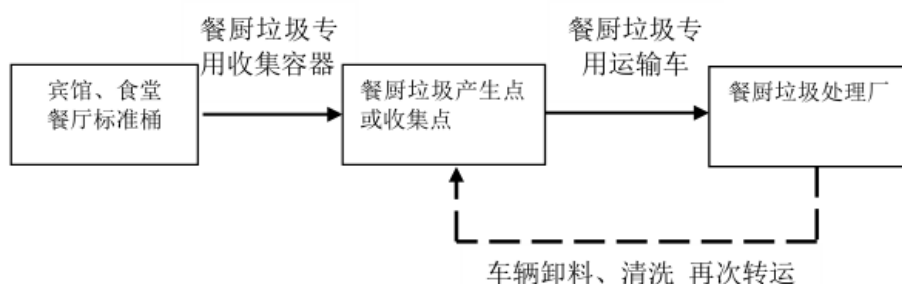 餐厨垃圾专
用收集容器
餐厨垃圾专
用运输车
宾馆、食堂
餐厅标准桶
餐厨垃圾产生点
或收集点
餐厨垃圾处理厂
车辆卸料、清洗 再次转运